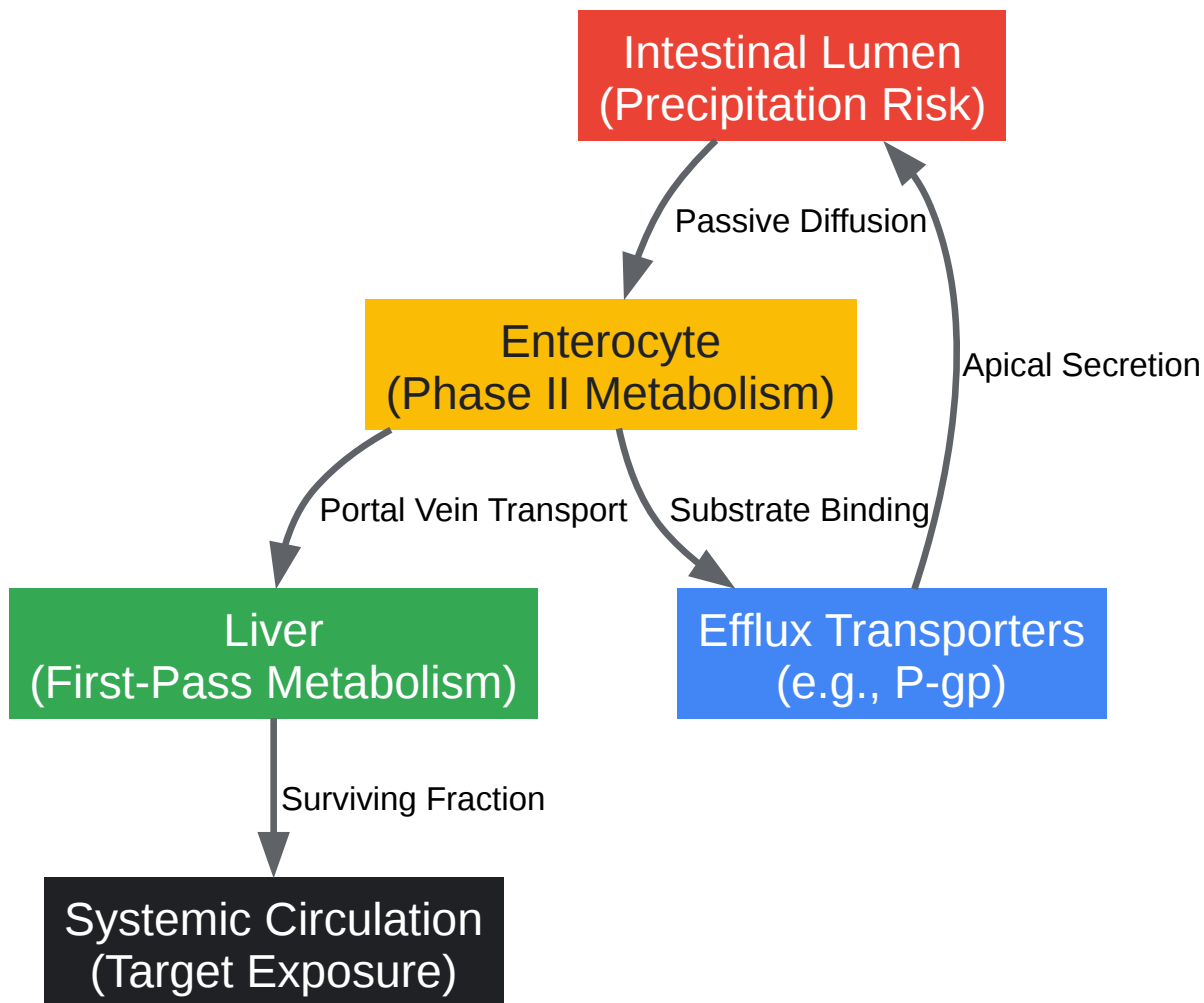 Intestinal Lumen
(Precipitation Risk)
Passive Diffusion
Enterocyte
(Phase II Metabolism)
Apical Secretion
Portal Vein Transport
Substrate Binding
Liver
(First-Pass Metabolism)
Efflux Transporters
(e.g., P-gp)
Surviving Fraction
Systemic Circulation
(Target Exposure)